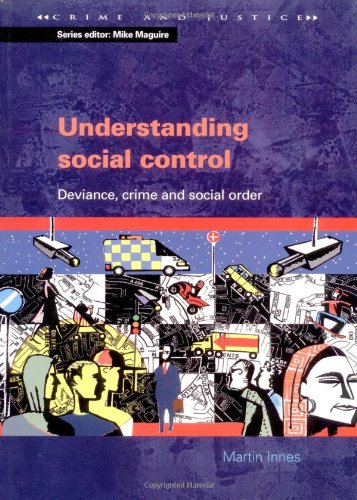 CRIME AND JUSTICE
Series editor: Mike Maguire
Understanding
social control
Deviance, crime and social order
Martin Innes